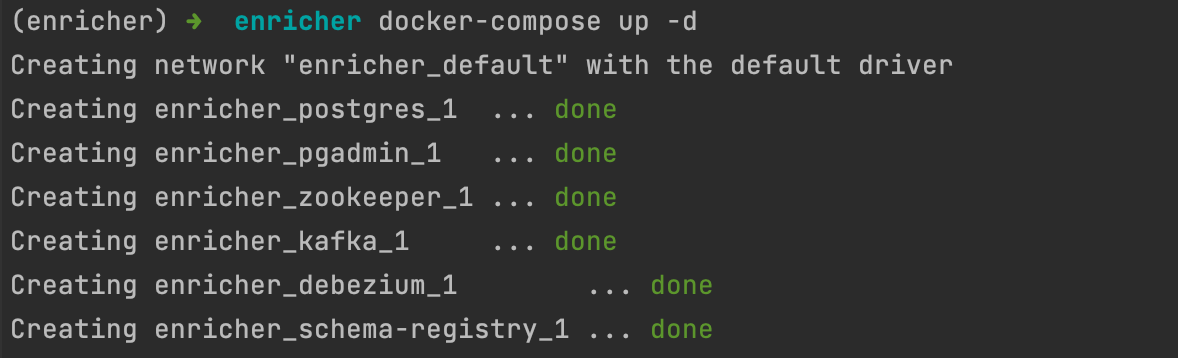 (enricher) ➜  enricher docker-compose up -d
Creating network "enricher_default" with the default driver
Creating enricher_postgres_1  ... done
Creating enricher_pgadmin_1   ... done
Creating enricher_zookeeper_1 ... done
Creating enricher_kafka_1     ... done
Creating enricher_debezium_1        ... done
Creating enricher_schema-registry_1 ... done